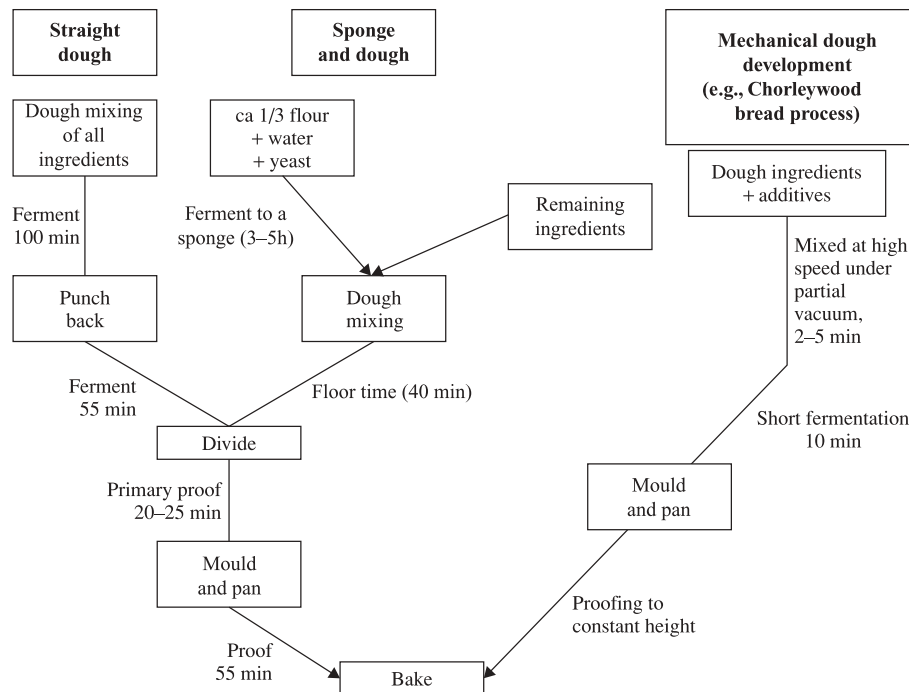 Straight
dough
Sponge
and dough
Mechanical dough
development
(e.g., Chorleywood
bread process)
Dough mixing
of all
ingredients
ca 1/3 flour
+ water
+ yeast
Dough ingredients
+ additives
Ferment
100 min
Ferment to a
sponge (3–5h)
Remaining
ingredients
Mixed at high
speed under
partial
vacuum,
2–5 min
Punch
back
Dough
mixing
Ferment
55 min
Floor time (40 min)
Short fermentation
10 min
Divide
Primary proof
20–25 min
Mould
and pan
Mould
and pan
Proofing to
constant height
Proof
55 min
Bake